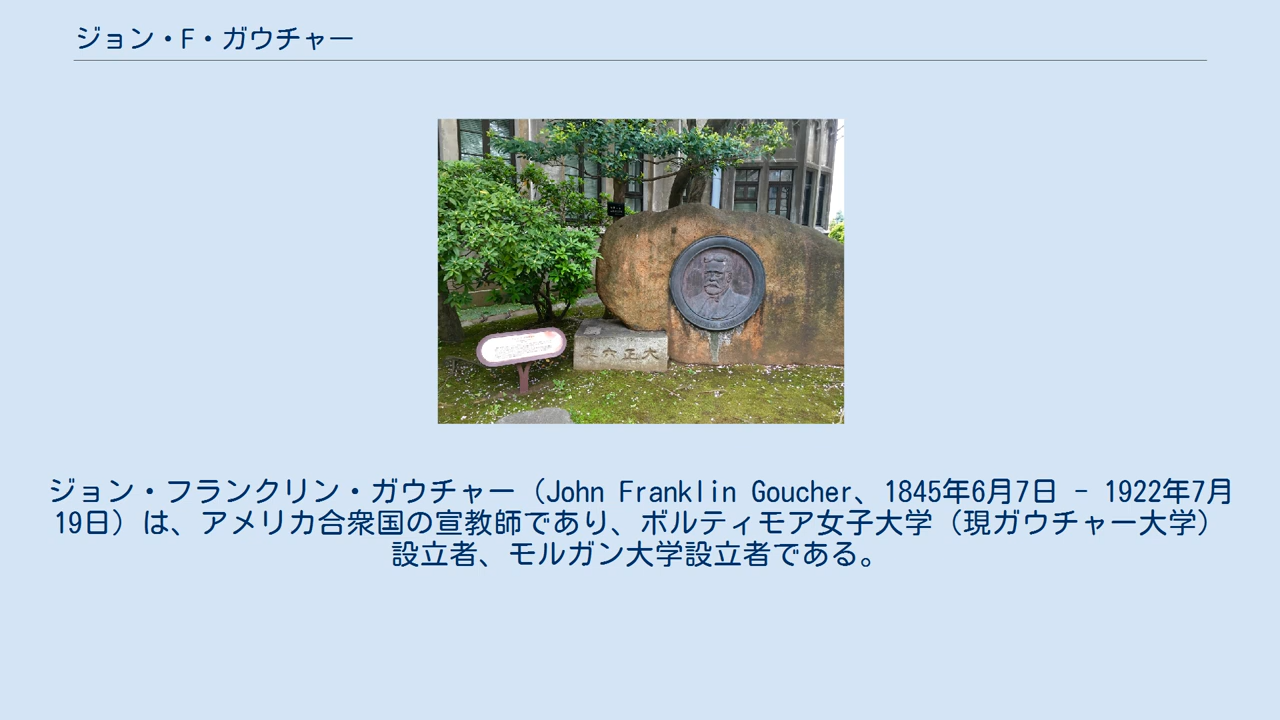 ジョン・F・ガウチャー
大正六年
ジョン・フランクリン・ガウチャー（John Franklin Goucher、1845年6月7日 - 1922年7月
19日）は、アメリカ合衆国の宣教師であり、ボルティモア女子大学（現ガウチャー大学）
設立者、モルガン大学設立者である。